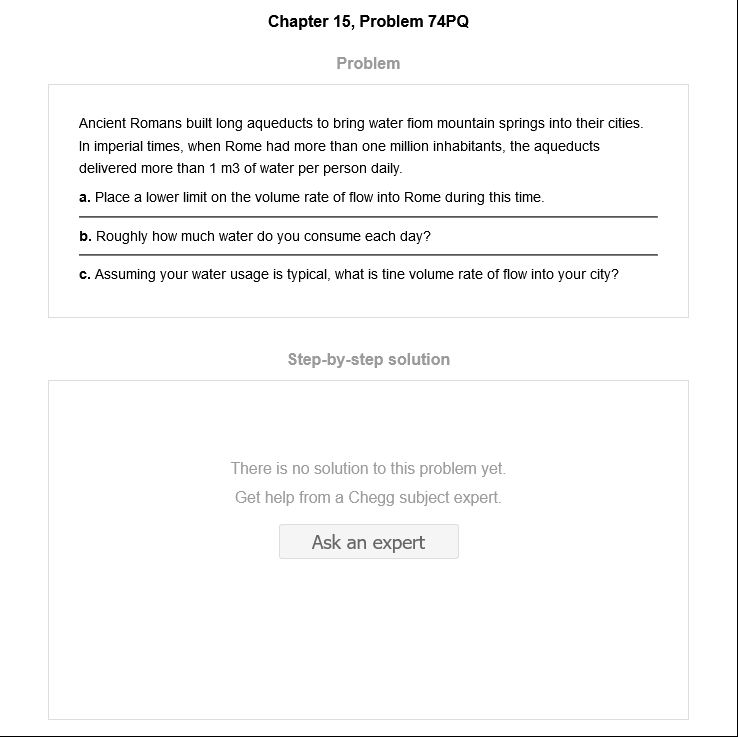 Chapter 15, Problem 74PQ
Problem
Ancient Romans built long aqueducts to bring water fiom mountain springs into their cities.
In imperial times, when Rome had more than one million inhabitants, the aqueducts
delivered more than 1 m3 of water per person daily.
a. Place a lower limit on the volume rate of flow into Rome during this time.
b. Roughly how much water do you consume each day?
c. Assuming your water usage is typical, what is tine volume rate of flow into your city?
Step-by-step solution
There is no solution to this problem yet.
Get help from a Chegg subject expert.
Ask an expert